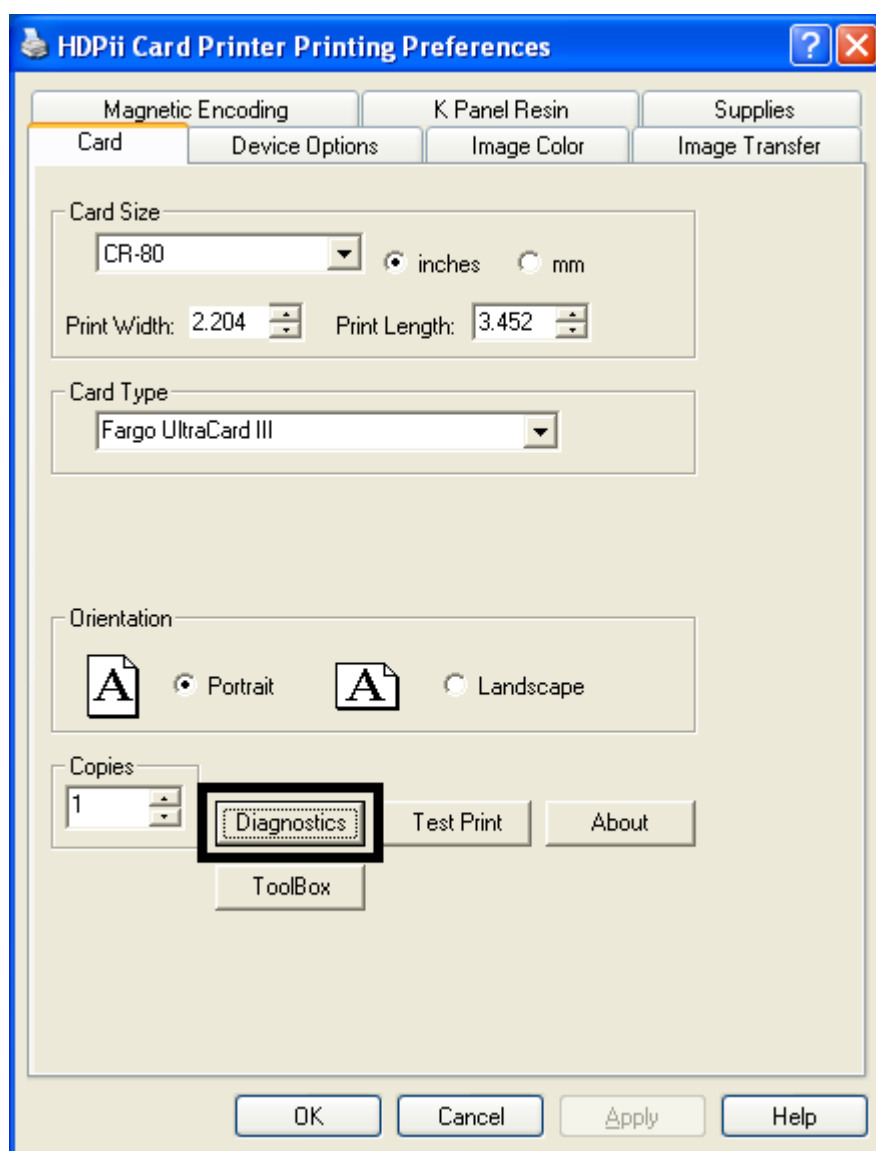 HDPii Card Printer Printing Preferences
Magnetic Encoding K Panel Resin Supplies
Card Device Options Image Color Image Transfer
Card Size
CR-80 inches mm
Print Width: 2.204 Print Length: 3.452
Card Type
Fargo UltraCard III
Orientation
A Portrait A Landscape
Copies
1 Diagnostics Test Print About
ToolBox
OK Cancel Apply Help